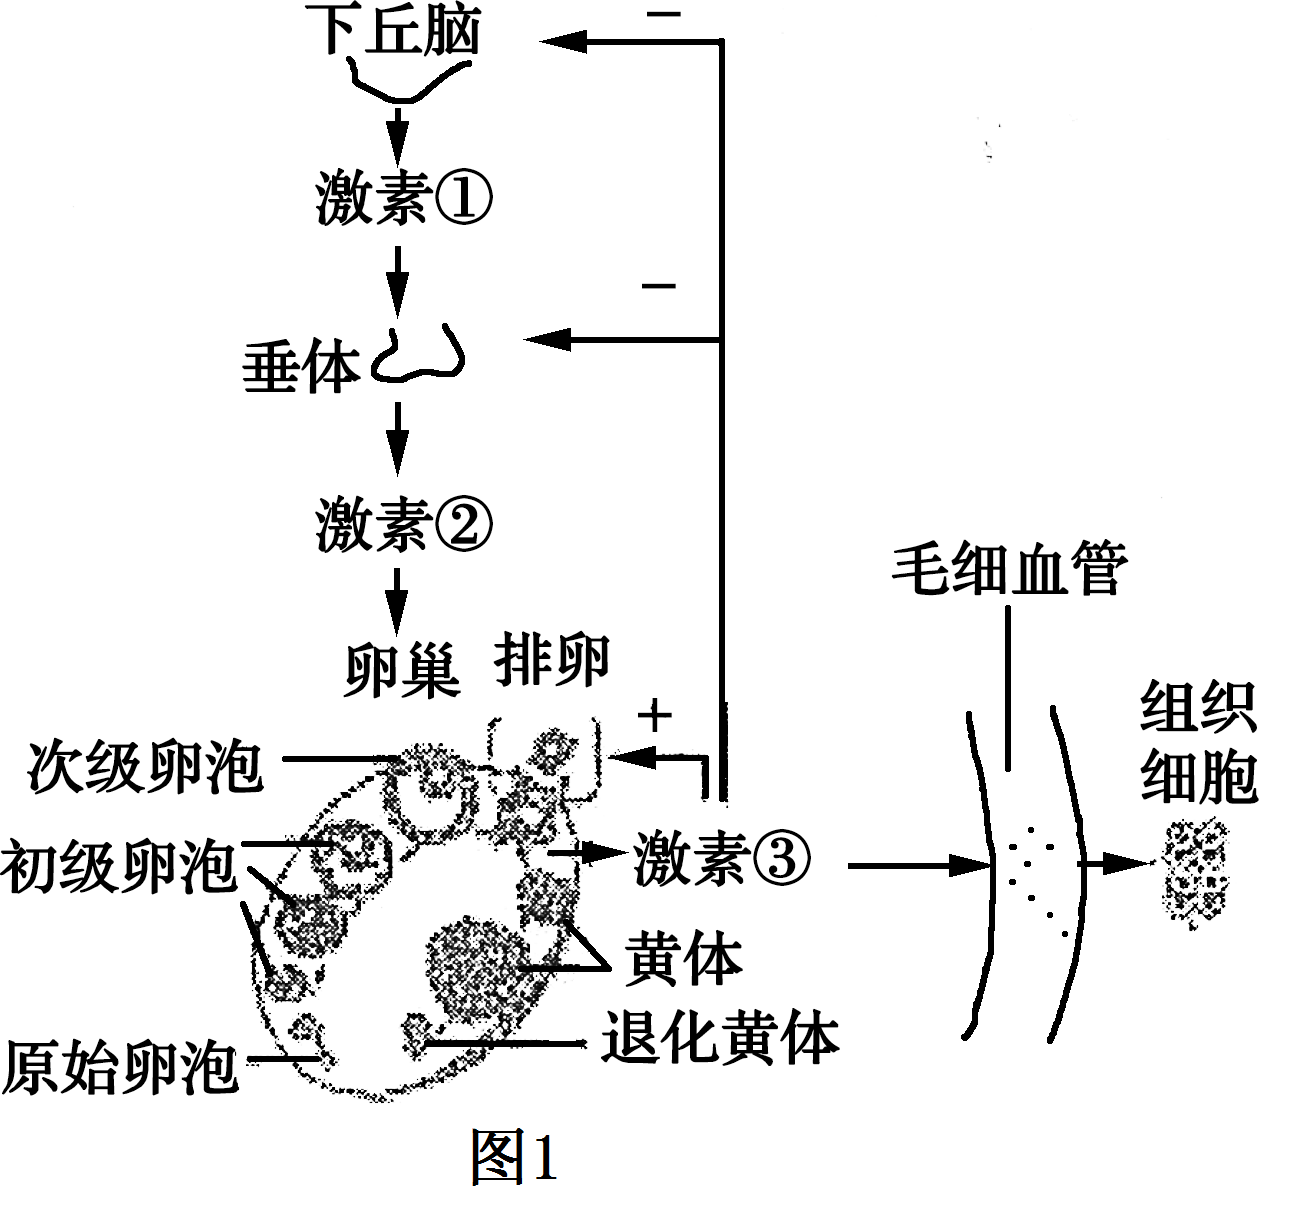 下丘脑
−
激素①
−
垂体
激素②
毛细血管
卵巢
排卵
组织
细胞
+
次级卵泡
初级卵泡
激素③
黄体
退化黄体
原始卵泡
图1